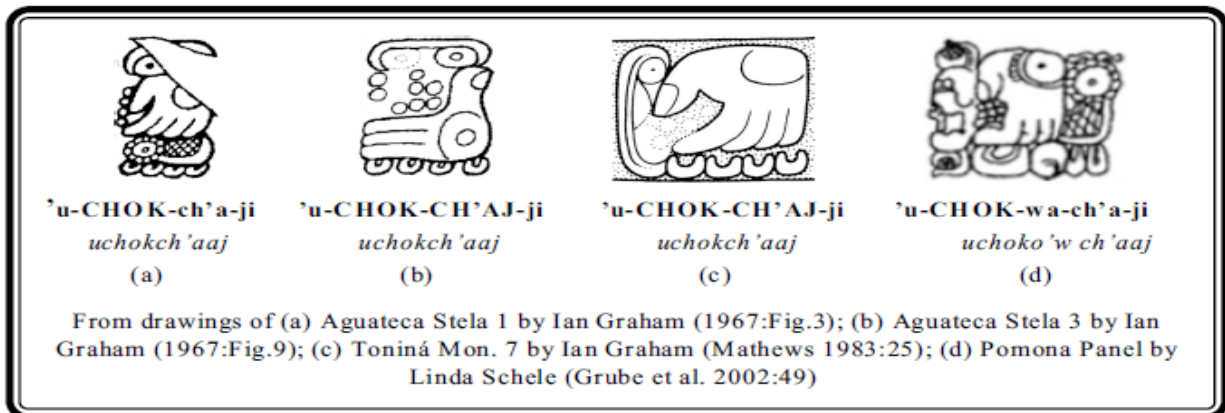 ’u-CHOK-ch’a-ji ’u-CHOK-CH’AJ-ji ’u-CHOK-CH’AJ-ji ’u-CHOK-wa-ch’a-ji
uchokch’aaj uchokch’aaj uchokch’aaj uchoko’w ch’aaj
(a) (b) (c) (d)
From drawings of (a) Aguateca Stela 1 by Ian Graham (1967:Fig.3); (b) Aguateca Stela 3 by Ian
Graham (1967:Fig.9); (c) Toniná Mon. 7 by Ian Graham (Mathews 1983:25); (d) Pomona Panel by
Linda Schele (Grube et al. 2002:49)